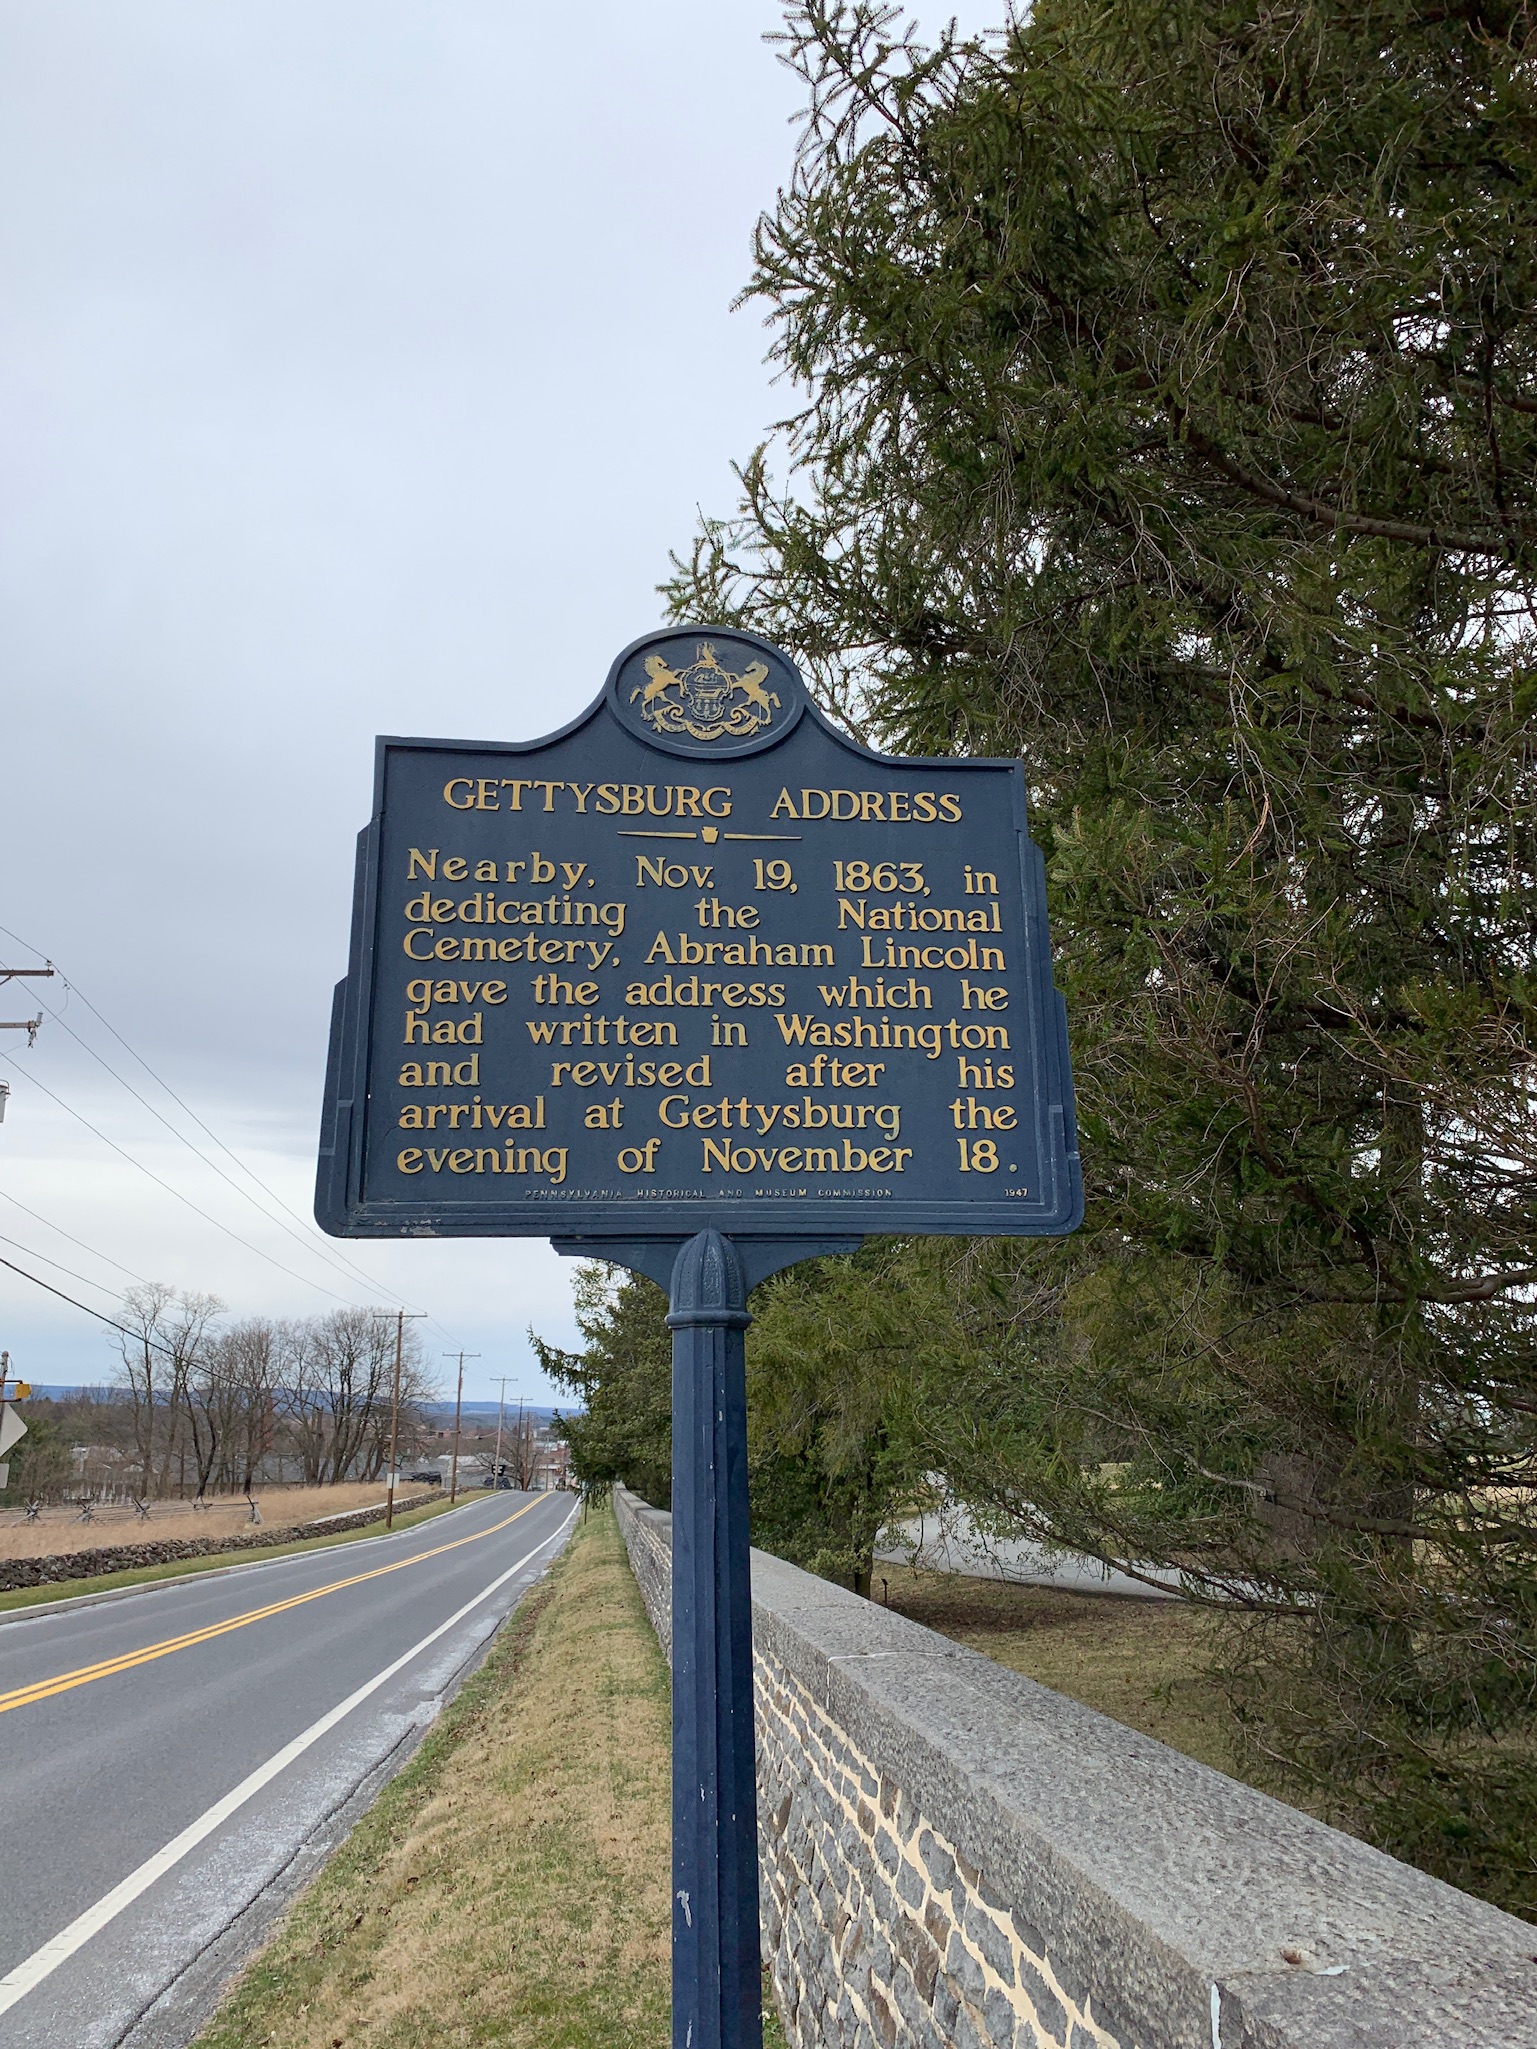 GETTYSBURG ADDRESS
Nearby, Nov. 19, 1863, in
dedicating the National
Cemetery, Abraham Lincoln
gave the address which he
had written in Washington
and revised after his
arrival at Gettysburg the
evening of November 18.
PENNSYLVANIA HISTORICAL AND MUSEUM COMMISSION 1947